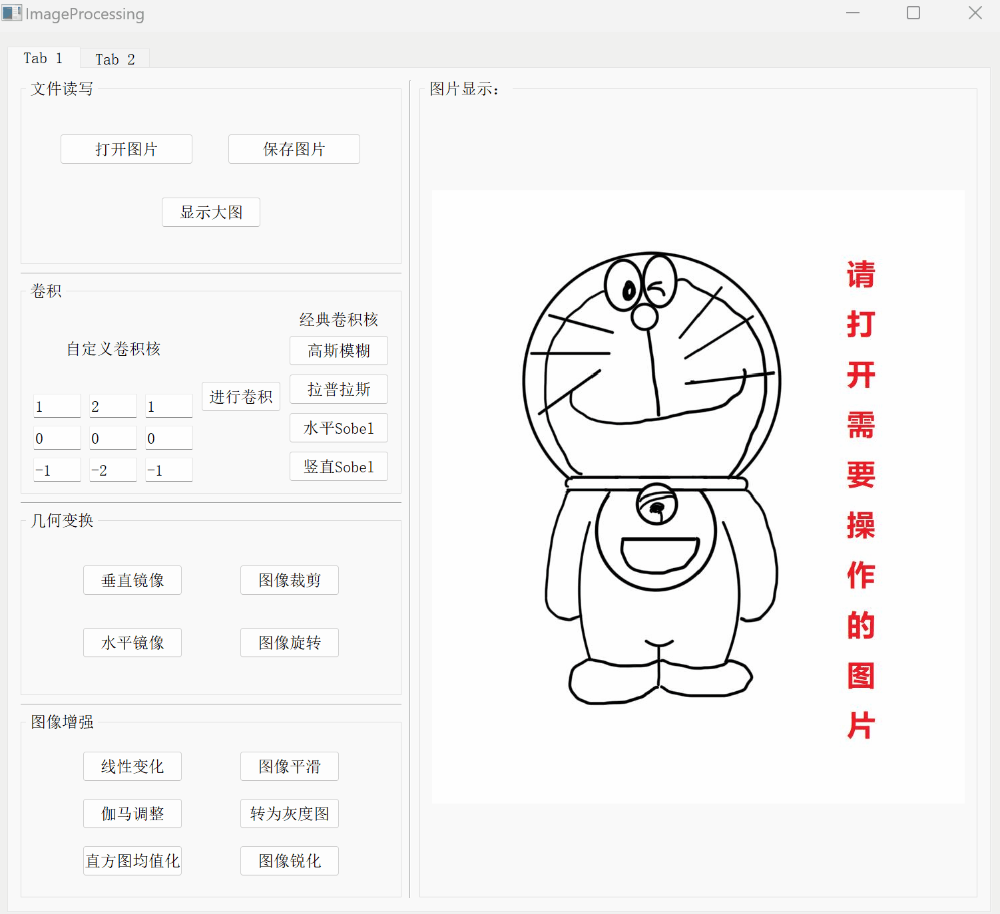 ImageProcessing
Tab 1
Tab 2
文件读写
打开图片
保存图片
显示大图
卷积
经典卷积核
自定义卷积核
高斯模糊
拉普拉斯
进行卷积
1 2 1
0 0 0
-1 -2 -1
水平Sobel
竖直Sobel
几何变换
垂直镜像
图像裁剪
水平镜像
图像旋转
图像增强
线性变化
图像平滑
伽马调整
转为灰度图
直方图均值化
图像锐化
图片显示：
请打开需要操作的图片